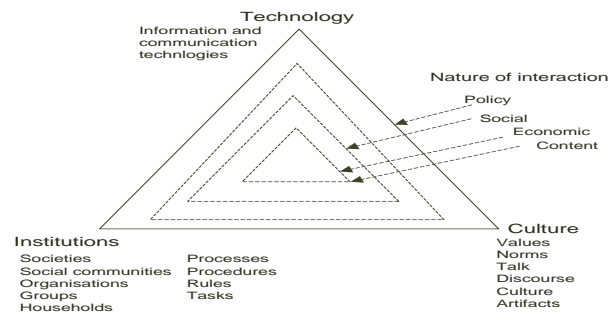 Technology
Information and
communication
technlogies
Nature of interaction
Policy
Social
Economic
Content
Institutions
Societies
Social communities
Organisations
Groups
Households
Processes
Procedures
Rules
Tasks
Culture
Values
Norms
Talk
Discourse
Culture
Artifacts